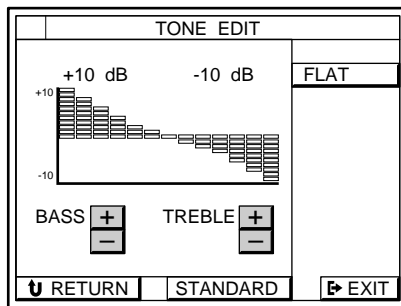 TONE EDIT
+10 dB -10 dB FLAT
+10
-10
BASS + TREBLE +
− −
RETURN STANDARD EXIT